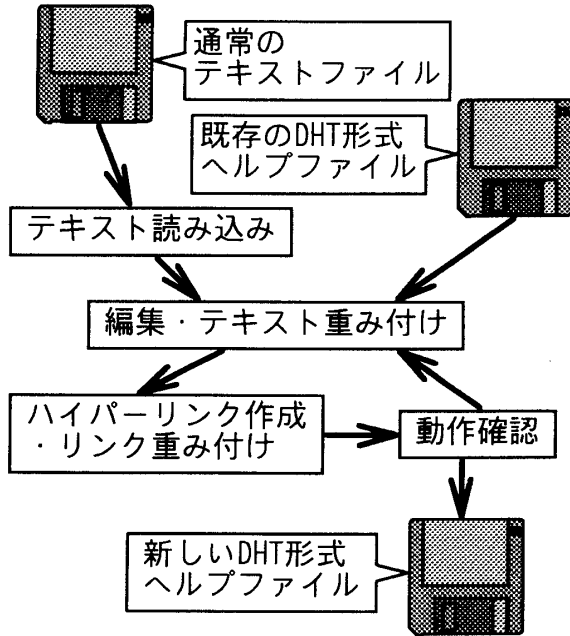 通常の
テキストファイル
既存のDHT形式
ヘルプファイル
テキスト読み込み
編集・テキスト重み付け
ハイパーリンク作成
・リンク重み付け
動作確認
新しいDHT形式
ヘルプファイル